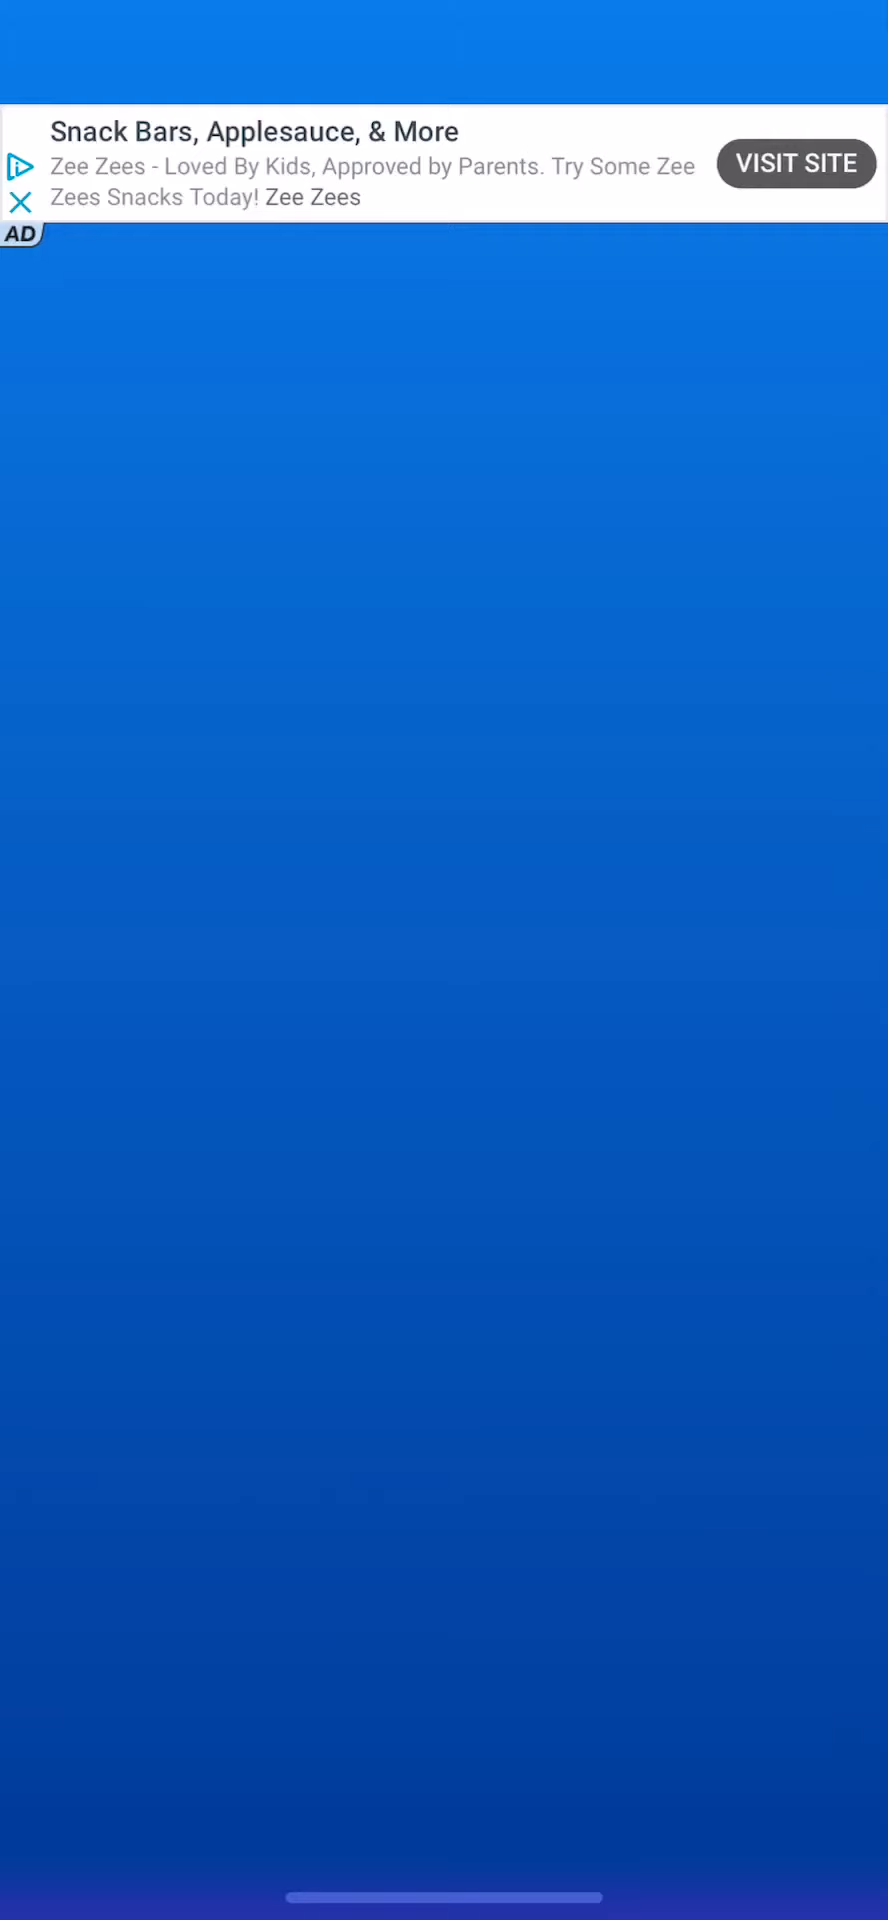 Snack Bars, Applesauce, & More
Zee Zees - Loved By Kids, Approved by Parents. Try Some Zee
Zees Snacks Today! Zee Zees
VISIT SITE
AD